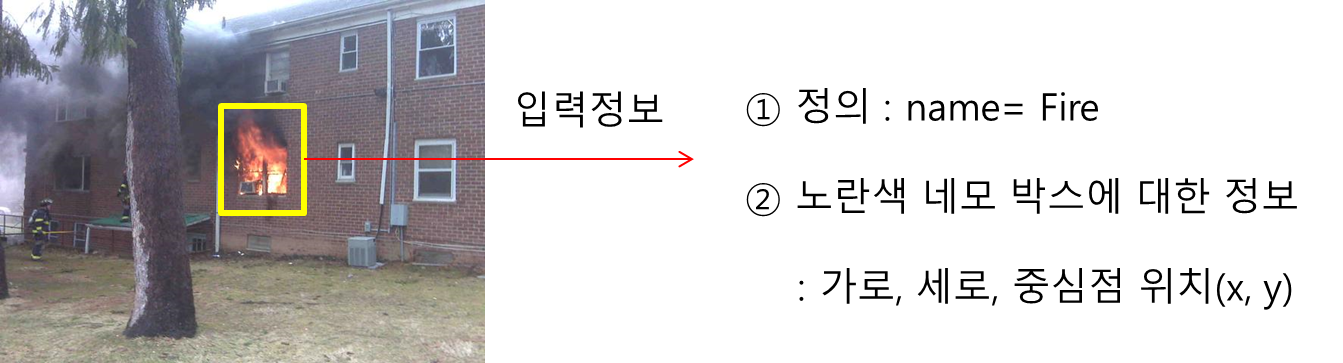 입력정보
① 정의 : name= Fire
② 노란색 네모 박스에 대한 정보
: 가로, 세로, 중심점 위치(x, y)